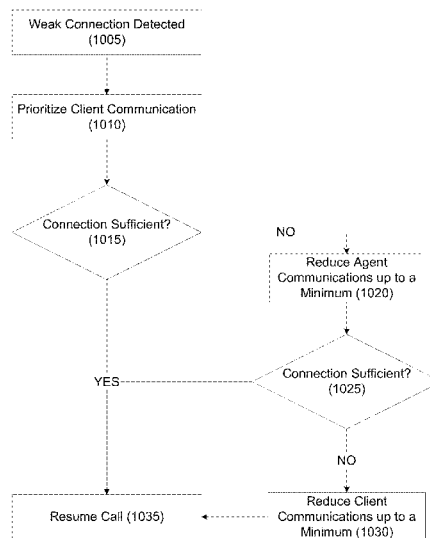 Weak Connection Detected
(1005)
Prioritize Client Communication
(1010)
Connection Sufficient?
(1015)
NO
Reduce Agent
Communications up to a
Minimum (1020)
Connection Sufficient?
(1025)
YES
NO
Resume Call (1035)
Reduce Client
Communications up to a
Minimum (1030)